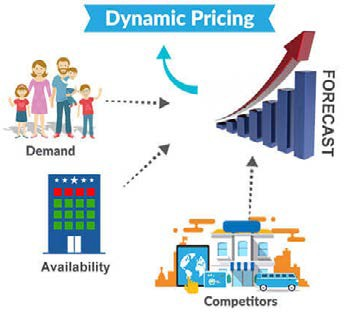 Dynamic Pricing
FORECAST
Demand
Availability
Competitors